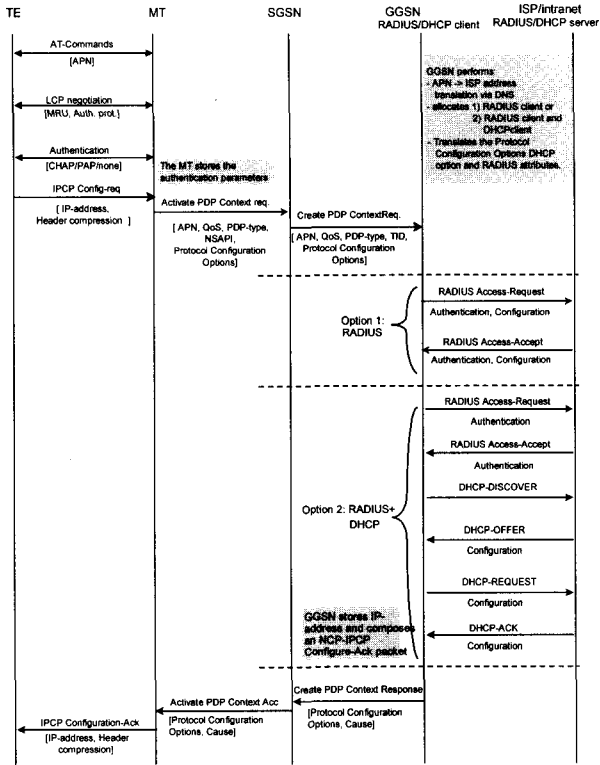 TE
MT
SGSN
GGSN
RADIUS/DHCP client
ISP/intranet
RADIUS/DHCP server
AT-Commands
[APN]
LCP negotiation
[MRU, Auth. prot.]
Authentication
[CHAP/PAP/none]
IPCP Config-req
[ IP-address,
Header compression ]
The MT stores the
authentication parameters
Activate PDP Context req.
[ APN, QoS, PDP-type,
NSAPI,
Protocol Configuration
Options]
Create PDP ContextReq.
[ APN, QoS, PDP-type, TID,
Protocol Configuration
Options]
GGSN performs:
- APN -> ISP address
translation via DNS
- allocates 1) RADIUS client or
2) RADIUS client and
DHCPclient
- Translates the Protocol
Configuration Options DHCP
option and RADIUS attributes.
Option 1:
RADIUS
RADIUS Access-Request
Authentication, Configuration
RADIUS Access-Accept
Authentication, Configuration
Option 2: RADIUS+
DHCP
RADIUS Access-Request
Authentication
RADIUS Access-Accept
Authentication
DHCP-DISCOVER
DHCP-OFFER
Configuration
DHCP-REQUEST
Configuration
DHCP-ACK
Configuration
GGSN stores IP-
address and composes
an NCP-IPCP
Configure-Ack packet
Create PDP Context Response
[Protocol Configuration
Options, Cause]
Activate PDP Context Acc
[Protocol Configuration
Options, Cause]
IPCP Configuration-Ack
[IP-address, Header
compression]